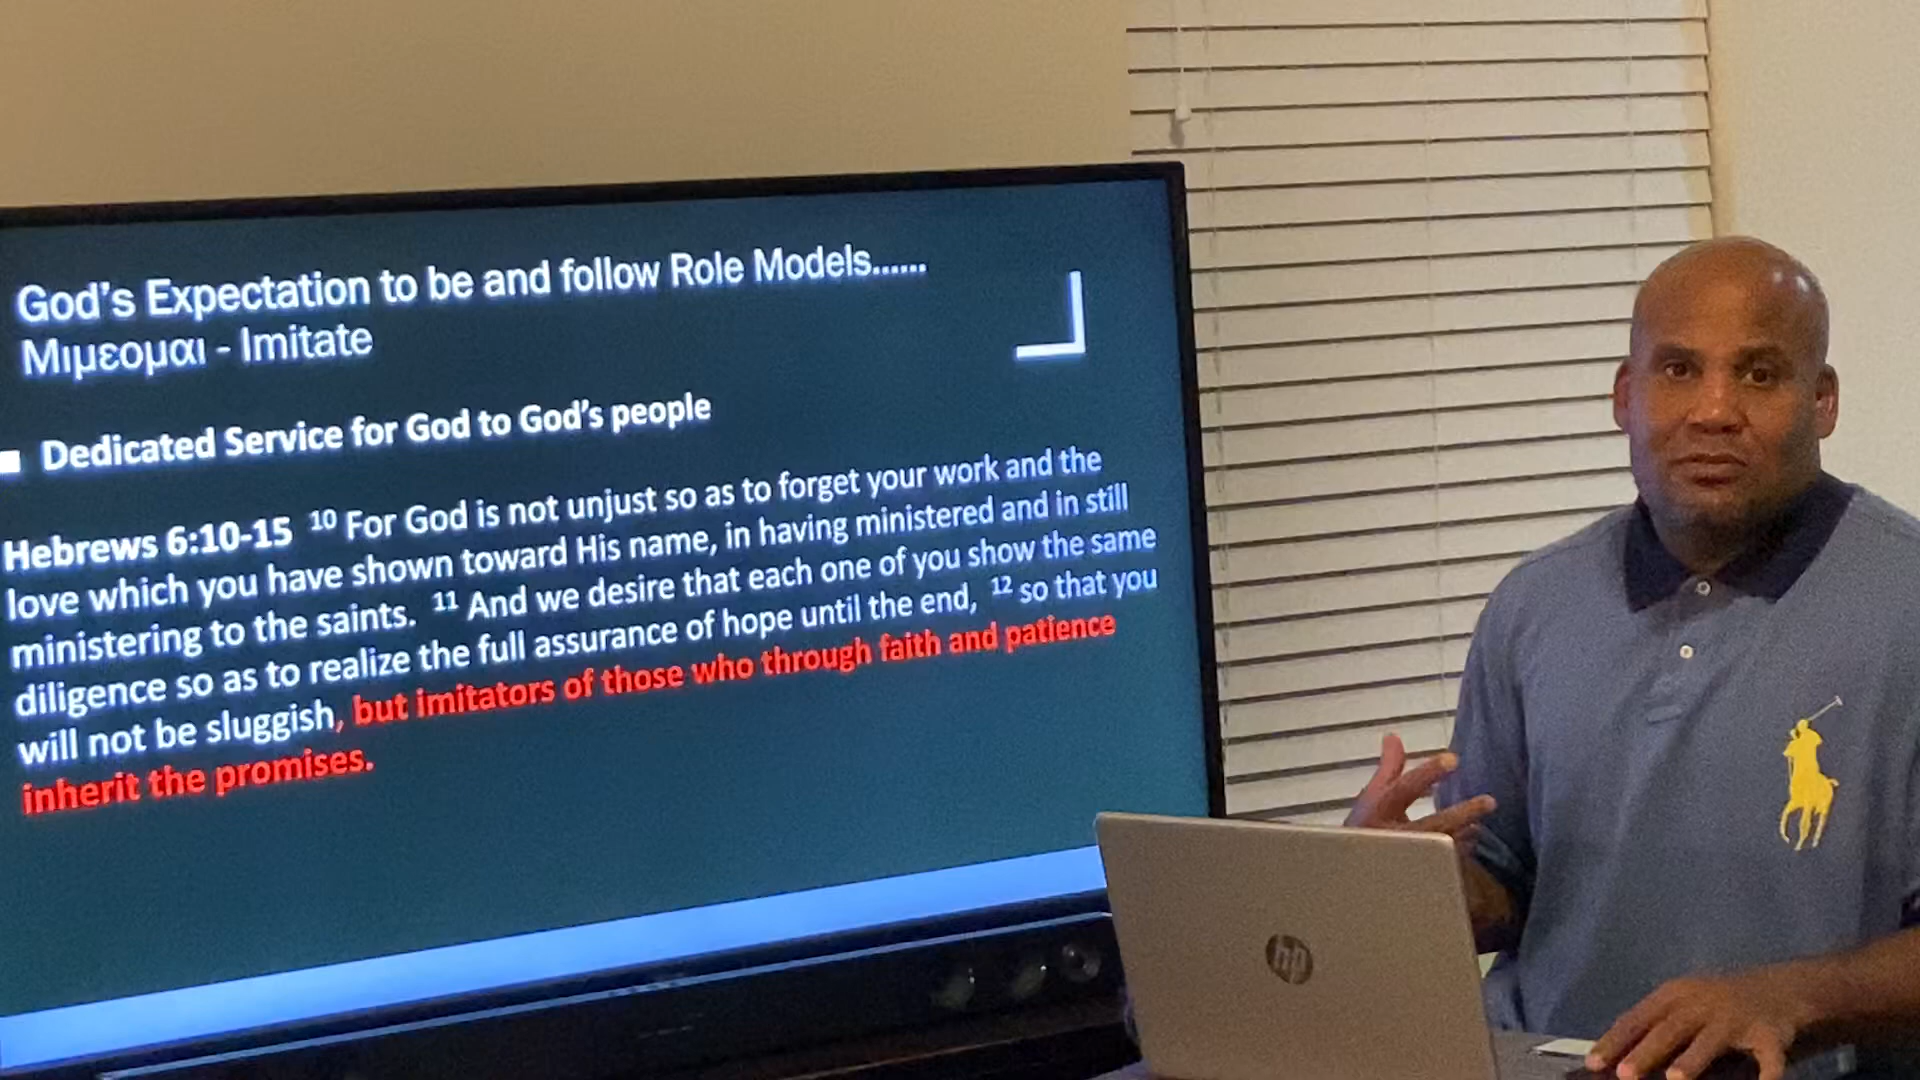 God's Expectation to be and follow Role Models......
Μιμεομαι - Imitate
Dedicated Service for God to God's people
Hebrews 6:10-15 10 For God is not unjust so as to forget your work and the
love which you have shown toward His name, in having ministered and in still
ministering to the saints. 11 And we desire that each one of you show the same
diligence so as to realize the full assurance of hope until the end, 12 so that you
will not be sluggish, but imitators of those who through faith and patience
inherit the promises.
hp